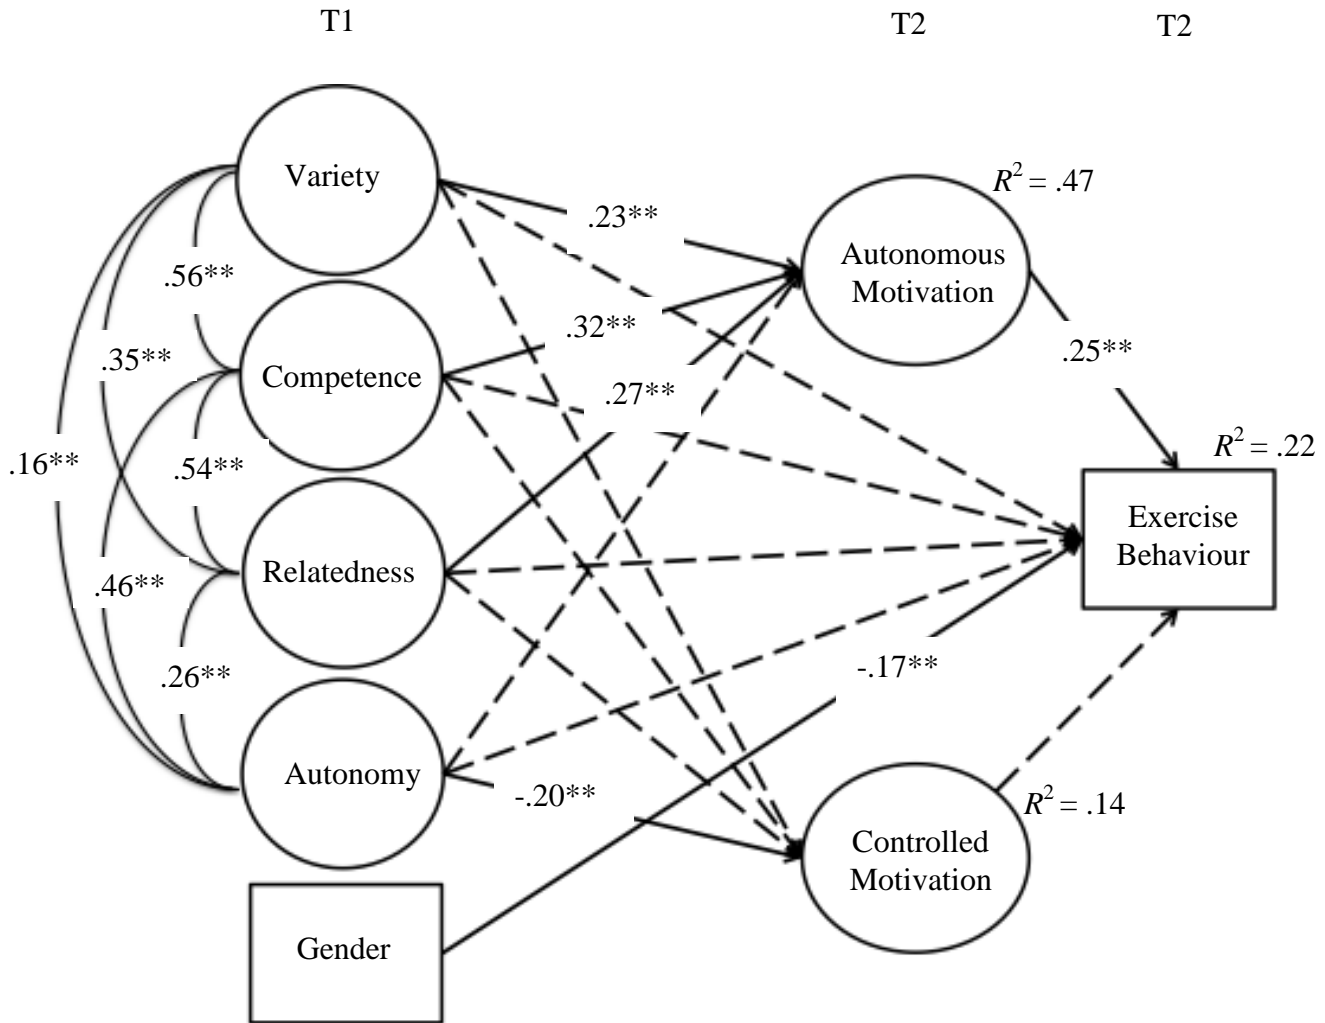 T1
T2
T2
Variety
R² = .47
.23**
Autonomous
Motivation
.56**
.32**
.25**
.35**
Competence
.27**
R² = .22
.16**
.54**
Exercise
Behaviour
Relatedness
.46**
.26**
-.17**
Autonomy
-.20**
R² = .14
Controlled
Motivation
Gender